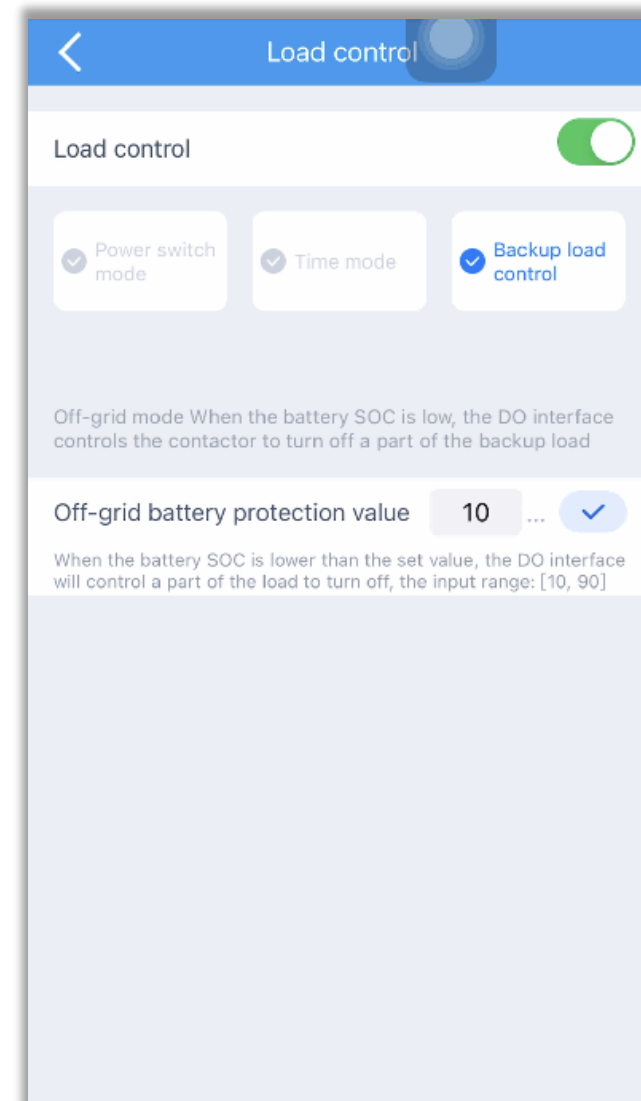 Load control
Load control
Power switch
mode
Time mode
Backup load
control
Off-grid mode When the battery SOC is low, the DO interface
controls the contactor to turn off a part of the backup load
Off-grid battery protection value 10 ...
When the battery SOC is lower than the set value, the DO interface
will control a part of the load to turn off, the input range: [10, 90]